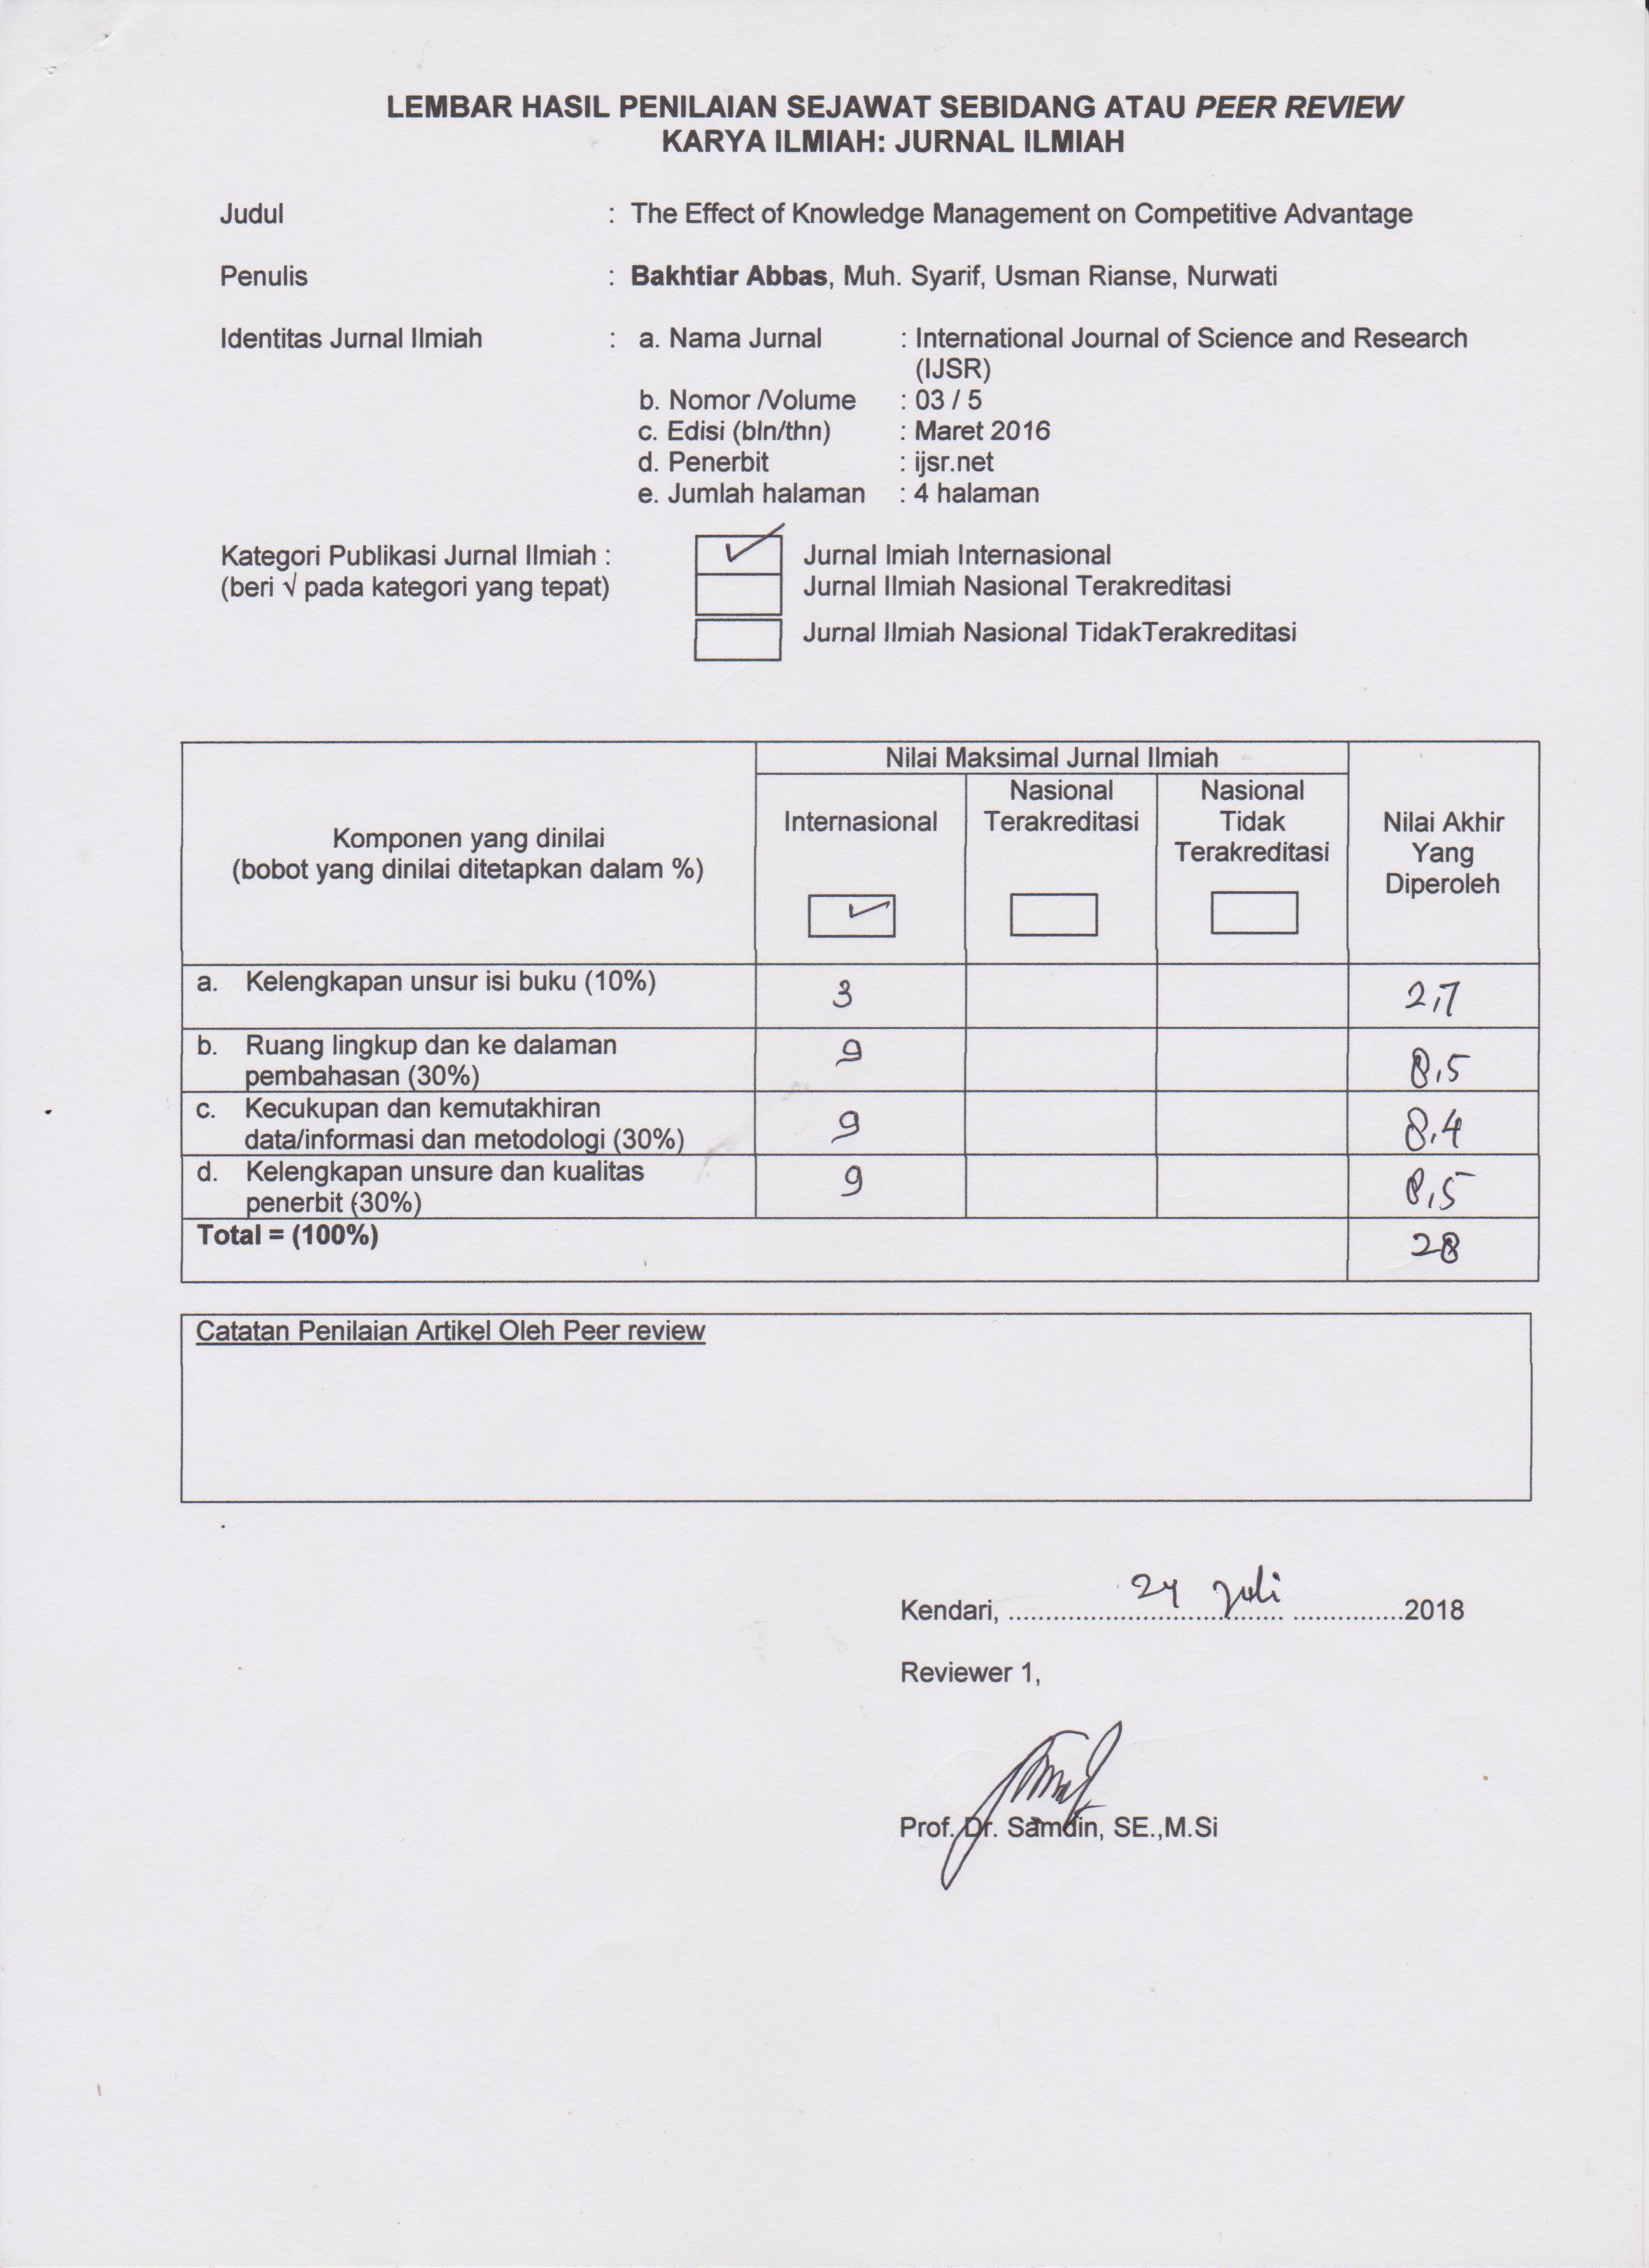 LEMBAR HASIL PENILAIAN SEJAWAT SEBIDANG ATAU PEER REVIEW
KARYA ILMIAH: JURNAL ILMIAH
Judul : The Effect of Knowledge Management on Competitive Advantage
Penulis : Bakhtiar Abbas, Muh. Syarif, Usman Rianse, Nurwati
Identitas Jurnal Ilmiah : a. Nama Jurnal : International Journal of Science and Research
(IJSR)
b. Nomor /Volume : 03 / 5
c. Edisi (bln/thn) : Maret 2016
d. Penerbit : ijsr.net
e. Jumlah halaman : 4 halaman
Kategori Publikasi Jurnal Ilmiah : ✓ Jurnal Imiah Internasional
(beri √ pada kategori yang tepat) Jurnal Ilmiah Nasional Terakreditasi
Jurnal Ilmiah Nasional TidakTerakreditasi
Komponen yang dinilai
(bobot yang dinilai ditetapkan dalam %)
Nilai Maksimal Jurnal Ilmiah
Internasional
✓
Nasional
Terakreditasi
Nasional
Tidak
Terakreditasi
Nilai Akhir
Yang
Diperoleh
a. Kelengkapan unsur isi buku (10%) 3 2,7
b. Ruang lingkup dan ke dalaman
pembahasan (30%) 9 8,5
c. Kecukupan dan kemutakhiran
data/informasi dan metodologi (30%) 9 8,4
d. Kelengkapan unsure dan kualitas
penerbit (30%) 9 8,5
Total = (100%) 28
Catatan Penilaian Artikel Oleh Peer review
Kendari, 24 Juli 2018
Reviewer 1,
Prof. Dr. Samdin, SE.,M.Si